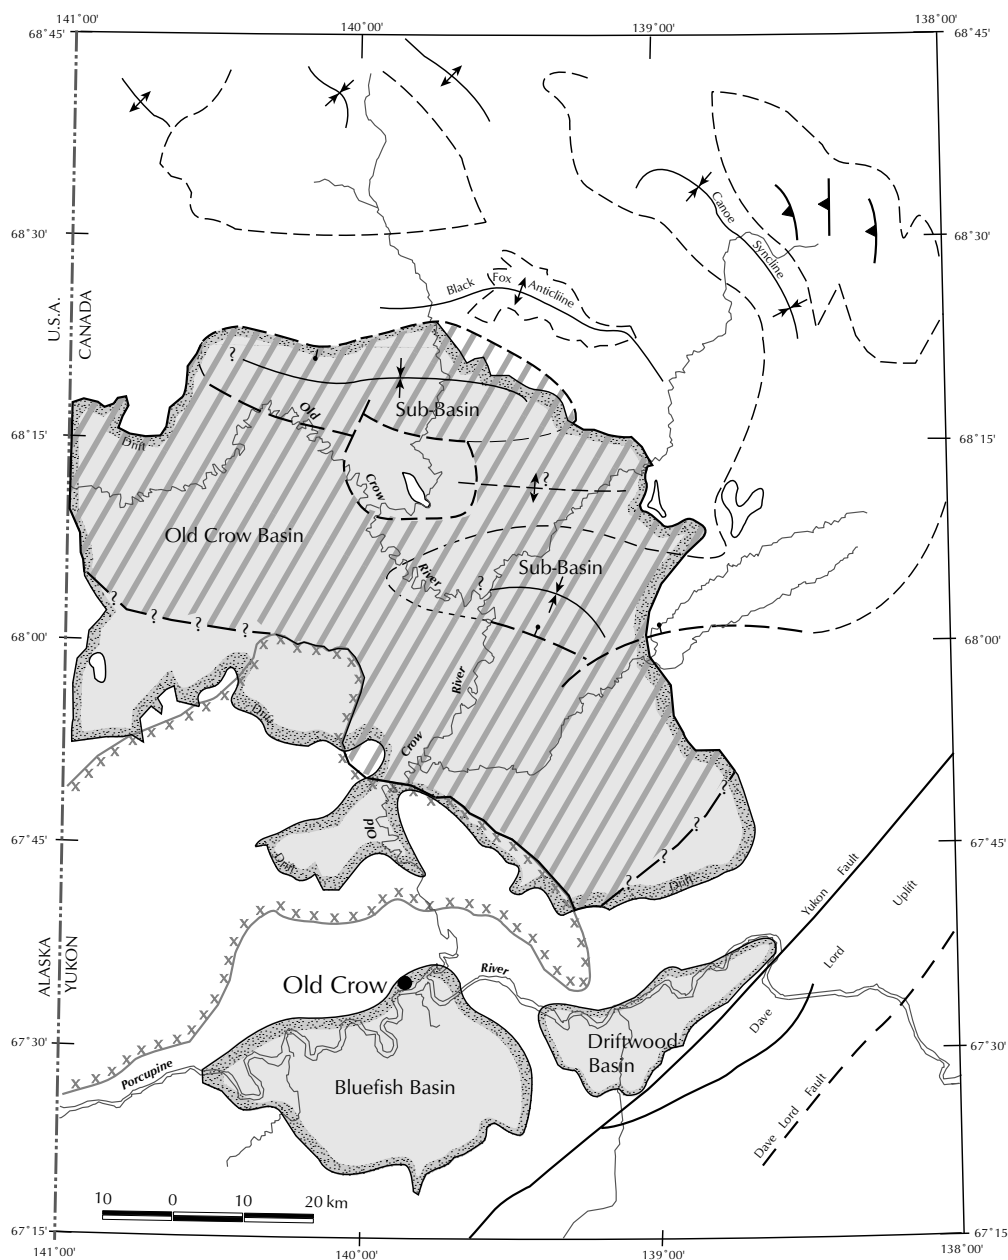 141°00'
140°00'
139°00'
138°00'
68°45'
68°45'
Canoe
Syncline
68°30'
68°30'
Black Fox Anticliine
U.S.A.
CANADA
?
Sub-Basin
Old
Drift
68°15'
68°15'
Crow
?
Old Crow Basin
River
?
Sub-Basin
?
?
?
?
68°00'
68°00'
River
Drift
Crow
?
67°45'
67°45'
Old
?
Drift
?
?
Drift
Yukon Fault
Uplift
ALASKA
YUKON
Lord
River
Old Crow
Dave
Driftwood
Basin
67°30'
67°30'
Porcupine
Bluefish Basin
Dave Lord Fault
10 0 10 20 km
67°15'
67°15'
141°00'
140°00'
139°00'
138°00'